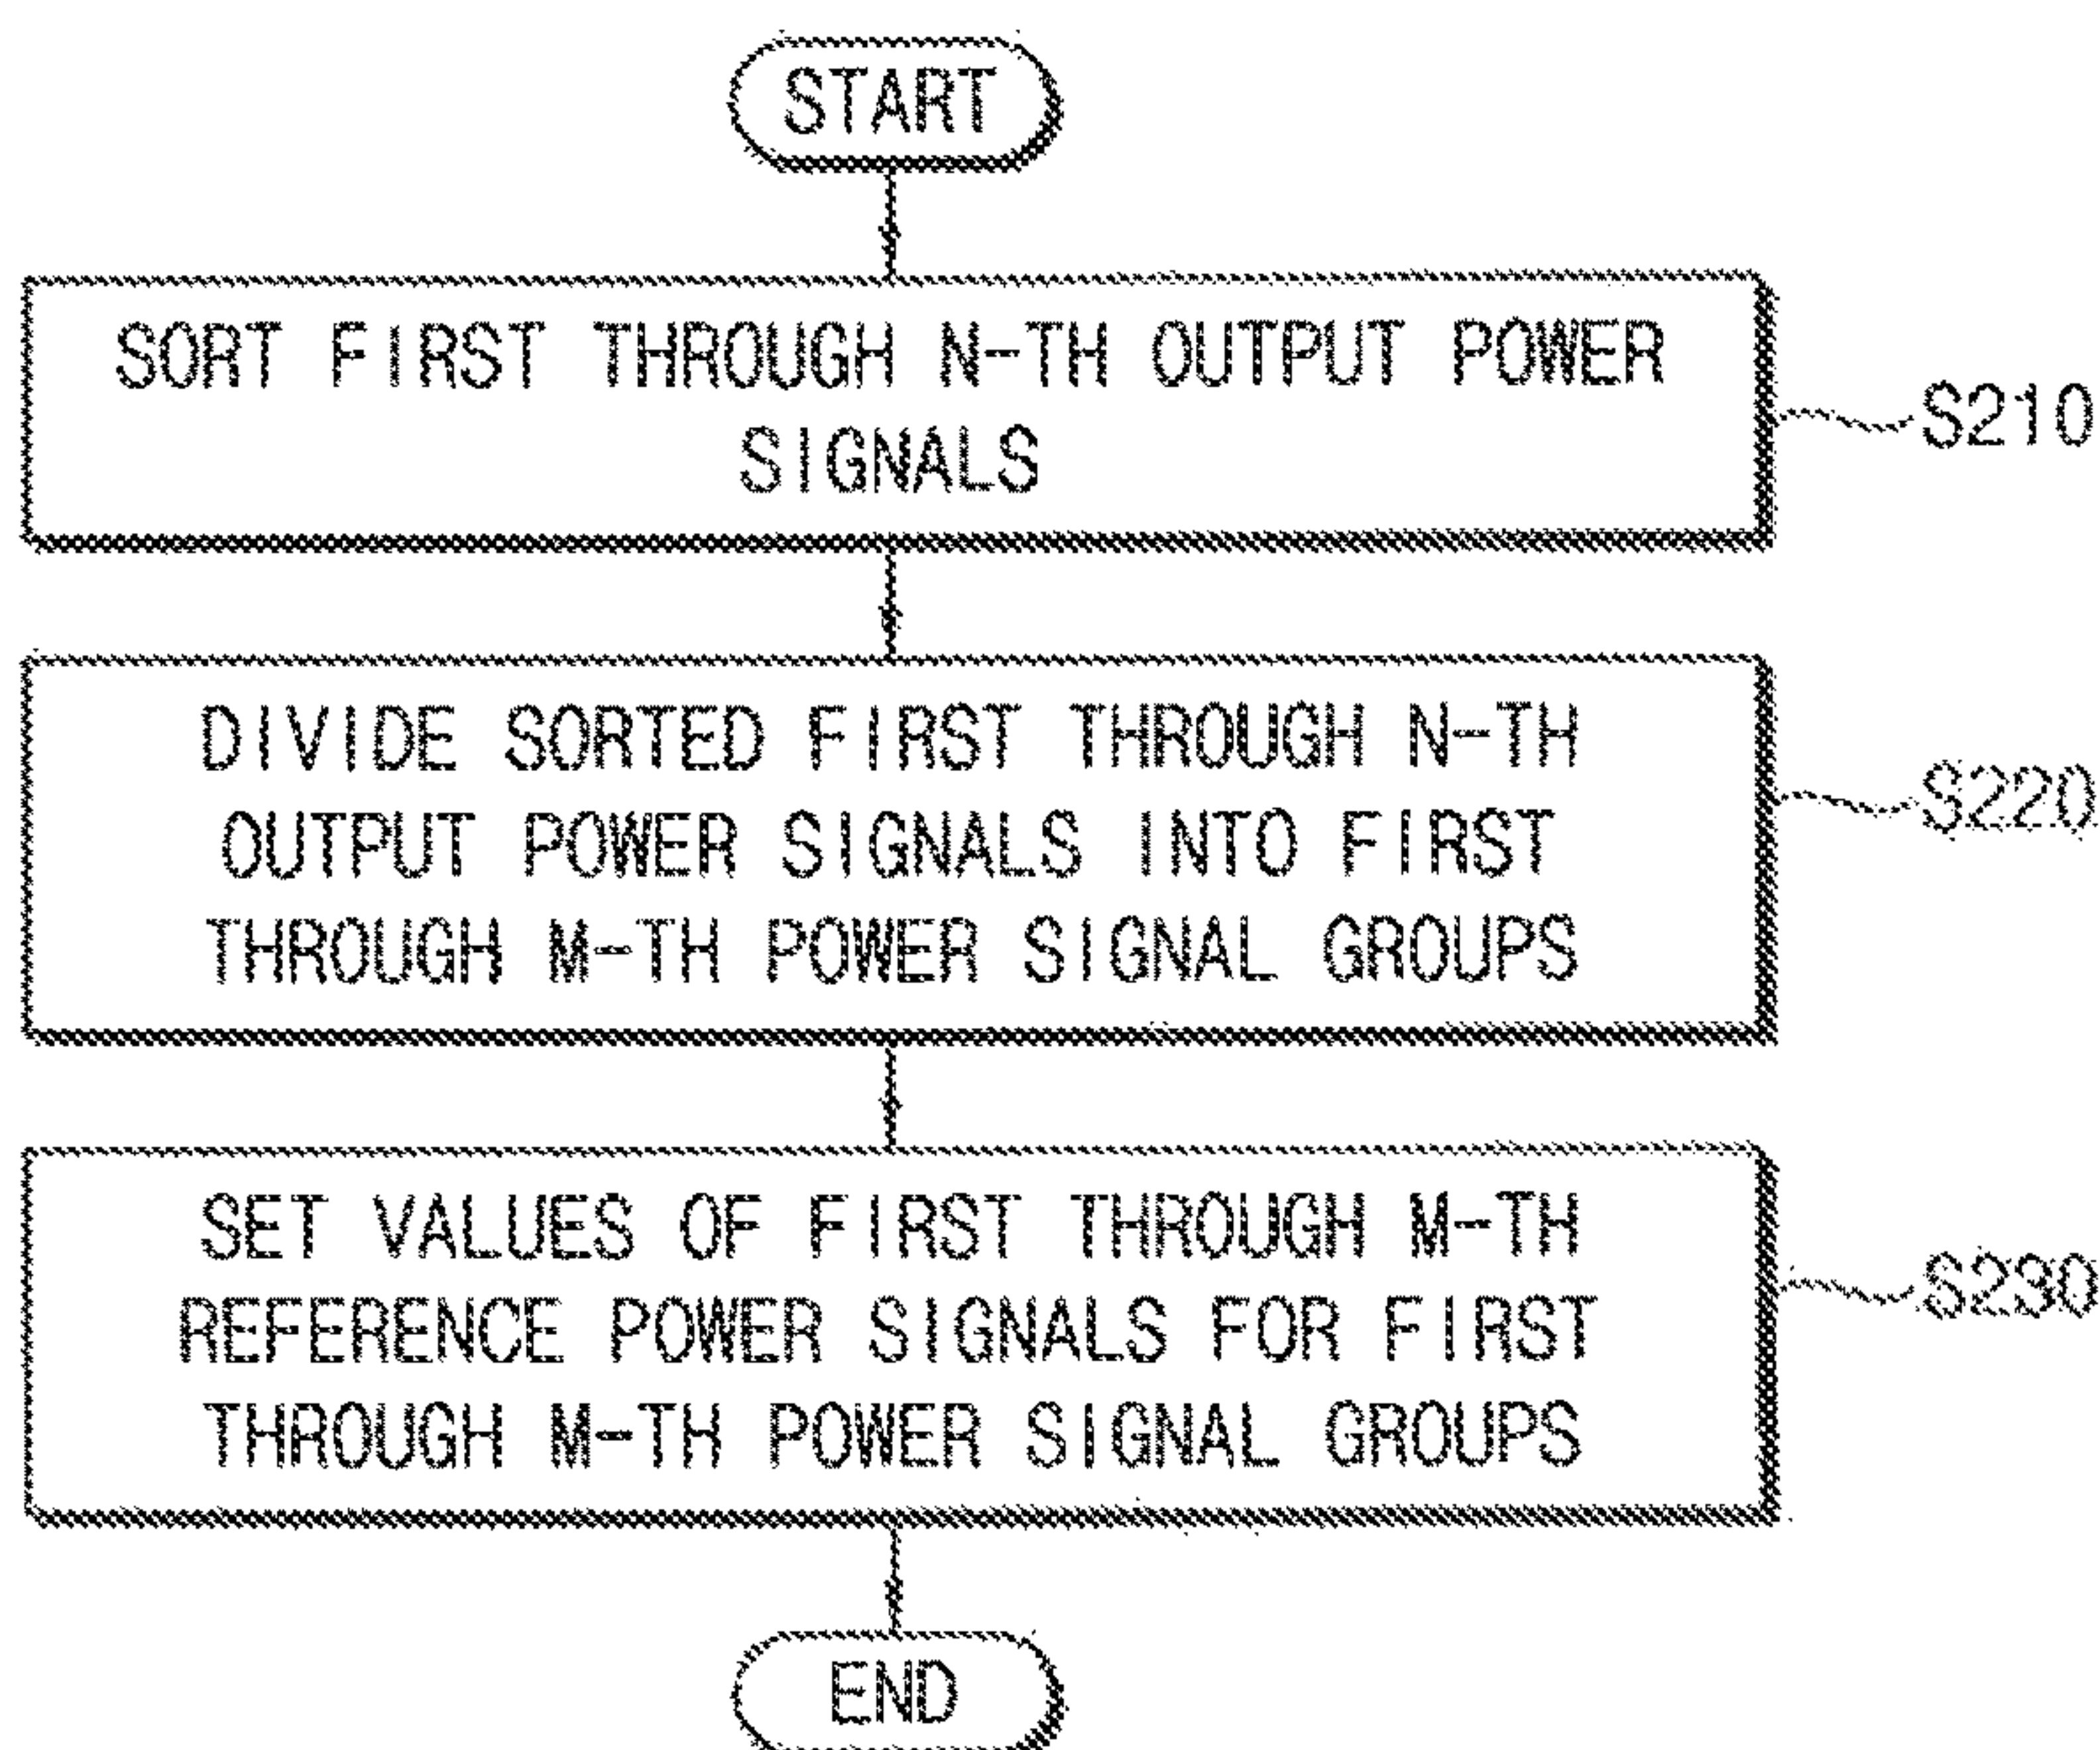 START
SORT FIRST THROUGH N-TH OUTPUT POWER
SIGNALS
S210
DIVIDE SORTED FIRST THROUGH N-TH
OUTPUT POWER SIGNALS INTO FIRST
THROUGH M-TH POWER SIGNAL GROUPS
S220
SET VALUES OF FIRST THROUGH M-TH
REFERENCE POWER SIGNALS FOR FIRST
THROUGH M-TH POWER SIGNAL GROUPS
S230
END